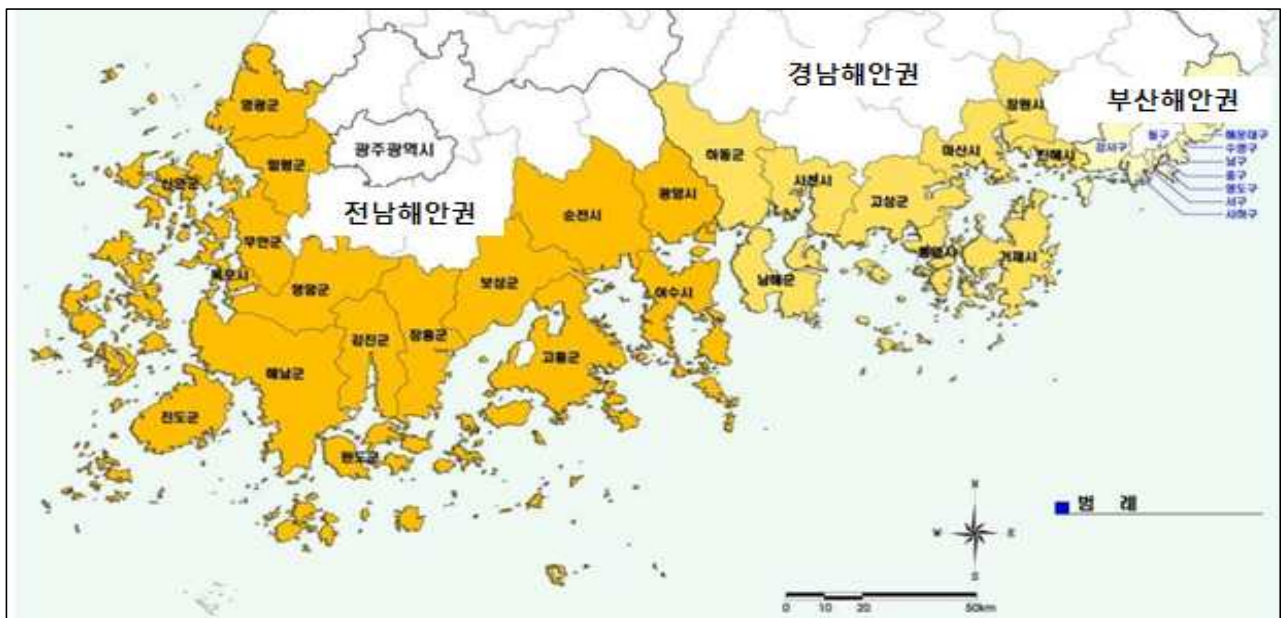 경남해안권
부산해안권
영광군
창원시
동구
해운대구
강서구
수영구
남구
중구
영도구
서구
사하구
광주광역시
함평군
하동군
마산시
진해시
신안군
사천시
광양시
고성군
전남해안권
순천시
무안군
목포시
통영시
거제시
영암군
보성군
여수시
남해군
강진군
장흥군
고흥군
해남군
진도군
완도군
범 례
N
W
E
S
0 10 20 50km